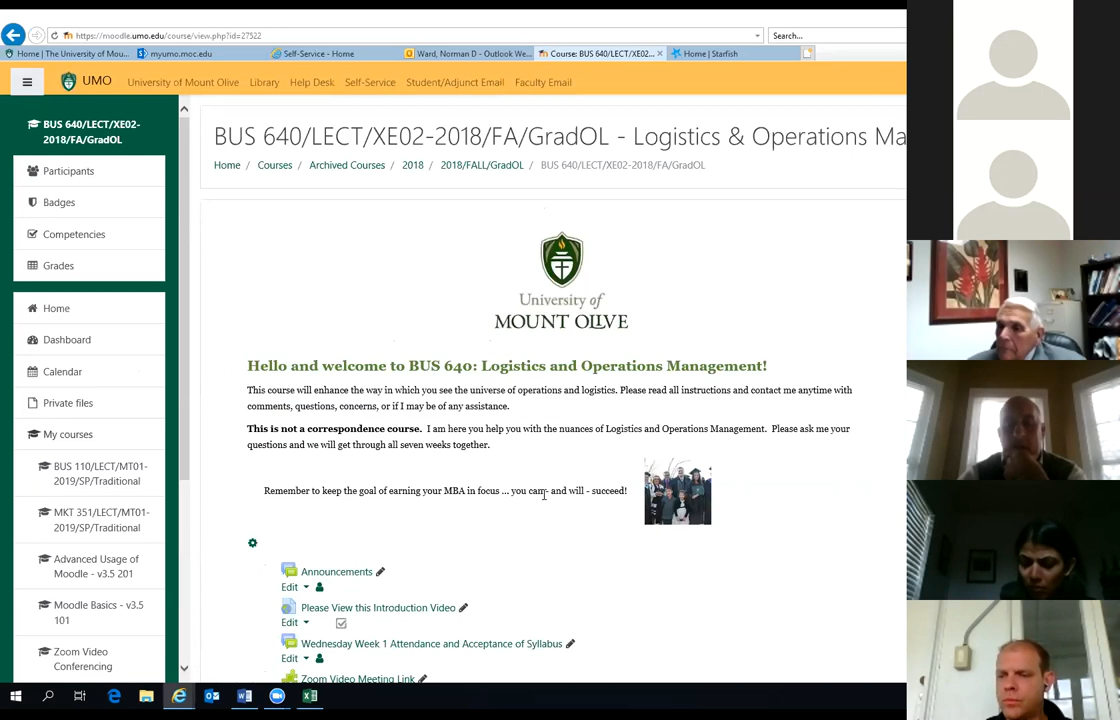 https://moodle.umo.edu/course/view.php?id=27522
Search...
Home | The University of Mou...
myumo.moc.edu
Self-Service - Home
Ward, Norman D - Outlook We...
Course: BUS 640/LECT/XE02...
Home | Starfish
UMO
University of Mount Olive
Library
Help Desk
Self-Service
Student/Adjunct Email
Faculty Email
BUS 640/LECT/XE02-
2018/FA/GradOL
Participants
Badges
Competencies
Grades
Home
Dashboard
Calendar
Private files
My courses
BUS 110/LECT/MT01-
2019/SP/Traditional
MKT 351/LECT/MT01-
2019/SP/Traditional
Advanced Usage of
Moodle - v3.5 201
Moodle Basics - v3.5
101
Zoom Video
Conferencing
BUS 640/LECT/XE02-2018/FA/GradOL - Logistics & Operations Ma
Home / Courses / Archived Courses / 2018 / 2018/FALL/GradOL / BUS 640/LECT/XE02-2018/FA/GradOL
University of
MOUNT OLIVE
Hello and welcome to BUS 640: Logistics and Operations Management!
This course will enhance the way in which you see the universe of operations and logistics. Please read all instructions and contact me anytime with
comments, questions, concerns, or if I may be of any assistance.
This is not a correspondence course. I am here you help you with the nuances of Logistics and Operations Management. Please ask me your
questions and we will get through all seven weeks together.
Remember to keep the goal of earning your MBA in focus ... you can - and will - succeed!
Announcements
Edit
Please View this Introduction Video
Edit
Wednesday Week 1 Attendance and Acceptance of Syllabus
Edit
Zoom Video Meeting Link